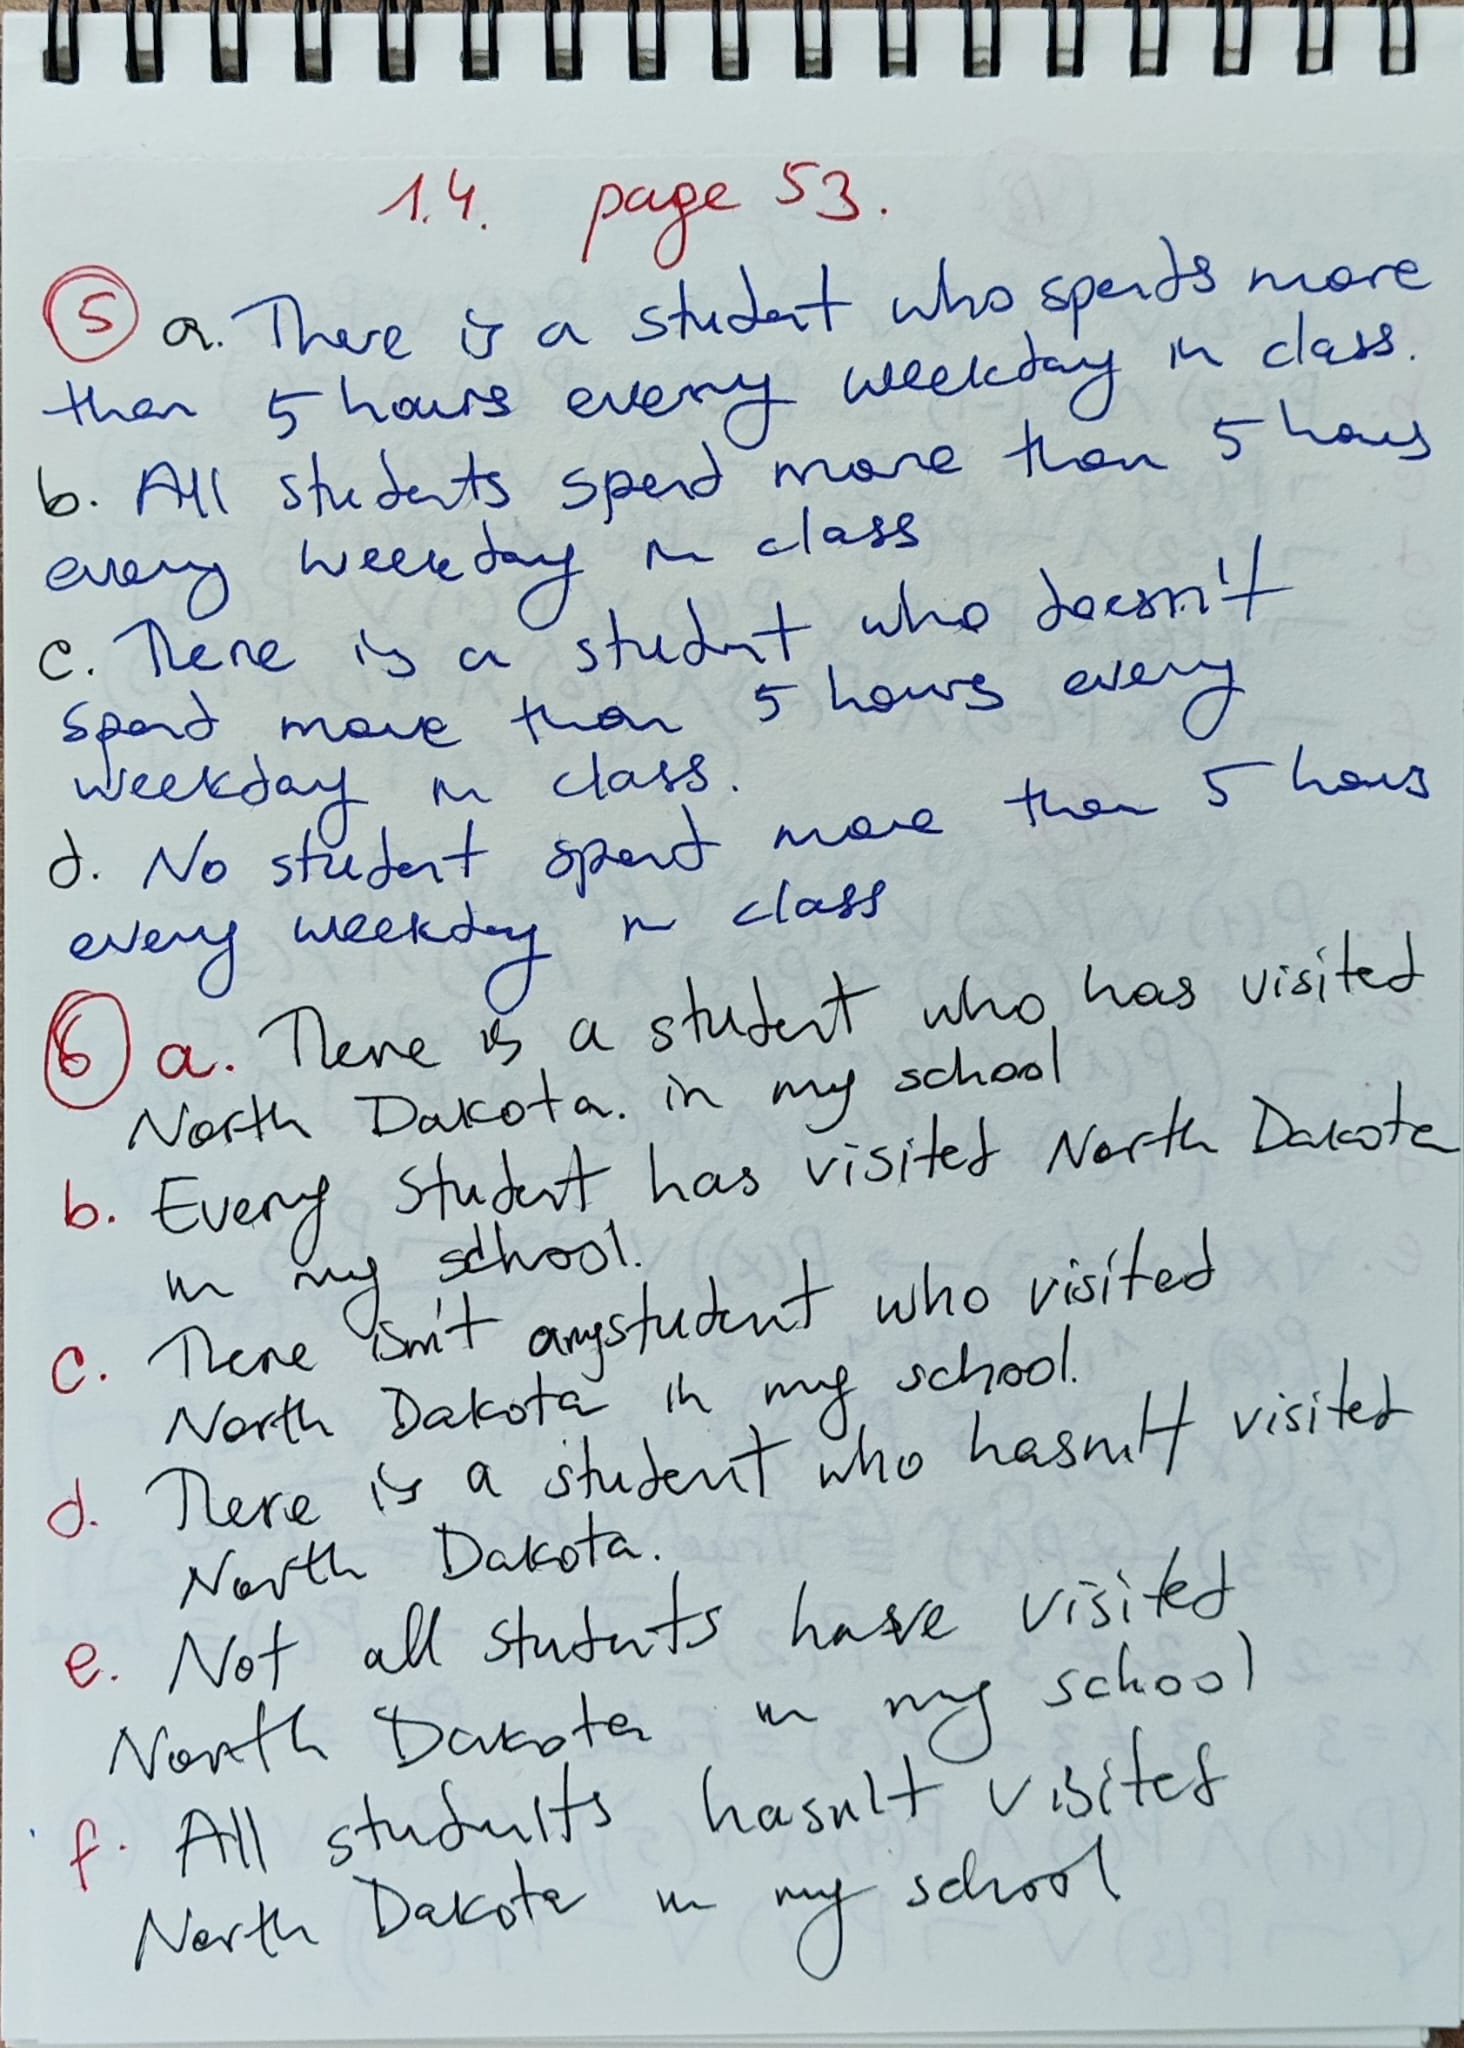 1.4. page 53.
5 a. There is a student who spends more
than 5 hours every weekday in class.
b. All students spend more than 5 hours
every weekday in class
c. There is a student who doesn't
spend more than 5 hours every
weekday in class.
d. No student spend more than 5 hours
every weekday in class
6 a. There is a student who has visited
North Dakota. in my school
b. Every student has visited North Dakota
in my school.
c. There isn't any student who visited
North Dakota in my school.
d. There is a student who hasn't visited
North Dakota.
e. Not all students have visited
North Dakota in my school
f. All students hasn't visited
North Dakota in my school